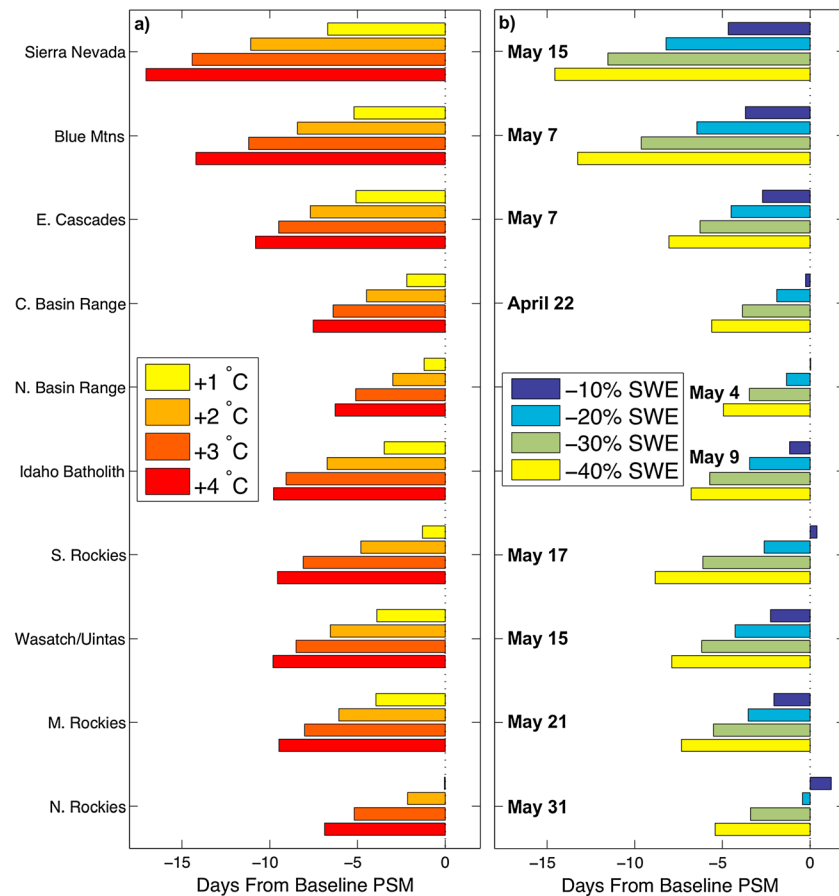 a)
Sierra Nevada
Blue Mtns
E. Cascades
C. Basin Range
N. Basin Range
Idaho Batholith
S. Rockies
Wasatch/Uintas
M. Rockies
N. Rockies
+1 °C
+2 °C
+3 °C
+4 °C
−15 −10 −5 0
Days From Baseline PSM
b)
May 15
May 7
May 7
April 22
May 4
May 9
May 17
May 15
May 21
May 31
−10% SWE
−20% SWE
−30% SWE
−40% SWE
−15 −10 −5 0
Days From Baseline PSM